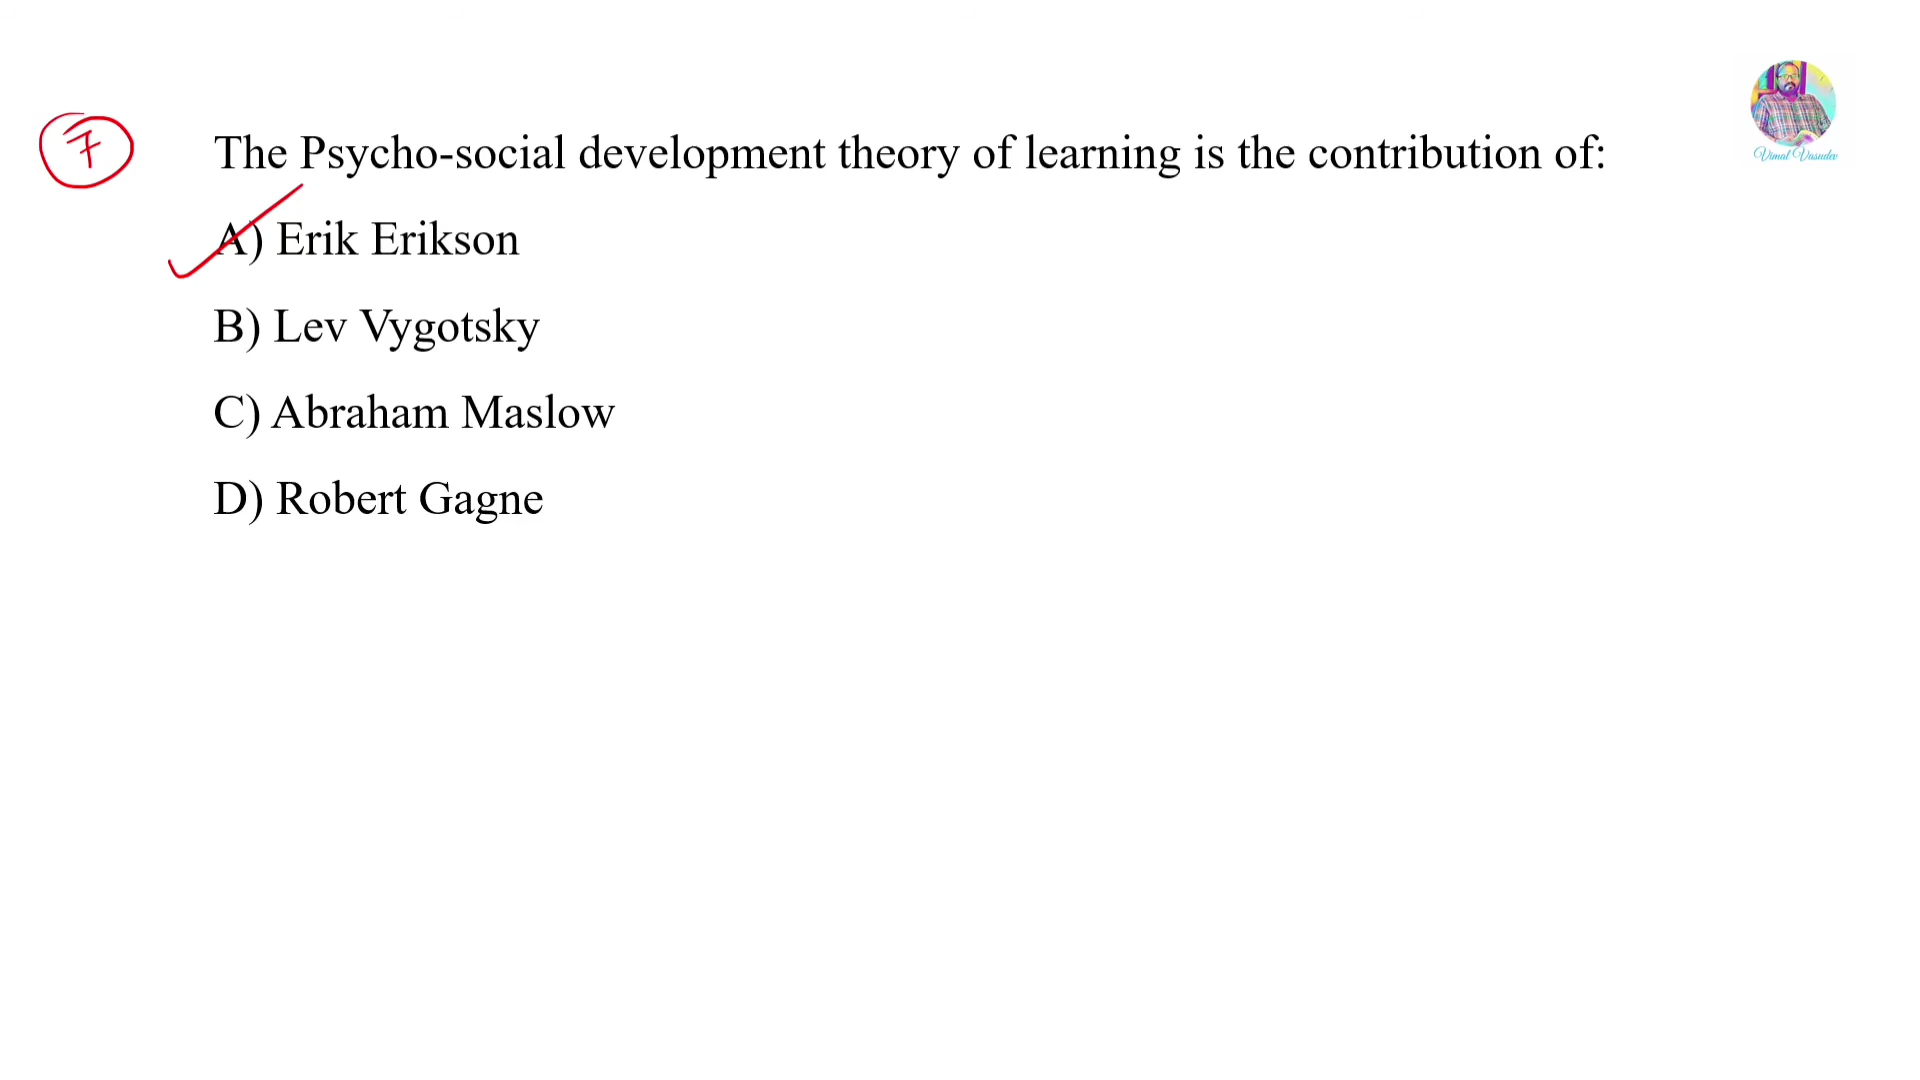 7
The Psycho-social development theory of learning is the contribution of:
A) Erik Erikson
B) Lev Vygotsky
C) Abraham Maslow
D) Robert Gagne
Vimal Vasudev